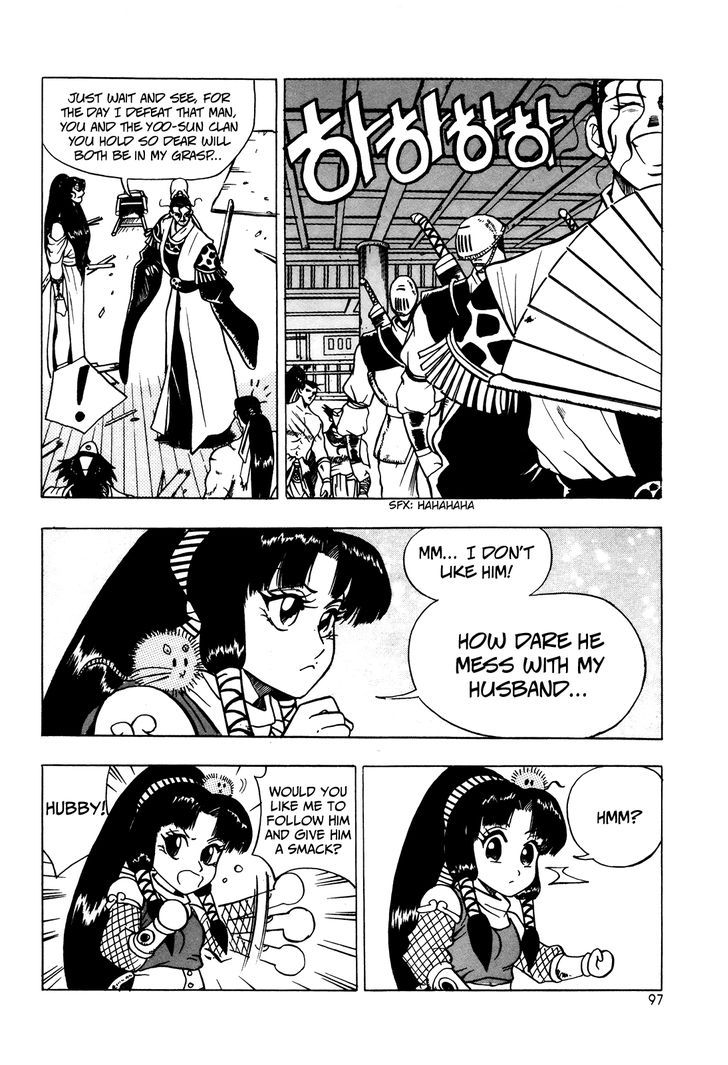 JUST WAIT AND SEE, FOR
THE DAY I DEFEAT THAT MAN,
YOU AND THE YOO-SUN CLAN
YOU HOLD SO DEAR WILL
BOTH BE IN MY GRASP...
하하하하
!
SFX: HAHAHAHA
MM... I DON'T
LIKE HIM!
HOW DARE HE
MESS WITH MY
HUSBAND...
HUBBY!
WOULD YOU
LIKE ME TO
FOLLOW HIM
AND GIVE HIM
A SMACK?
HMM?
97